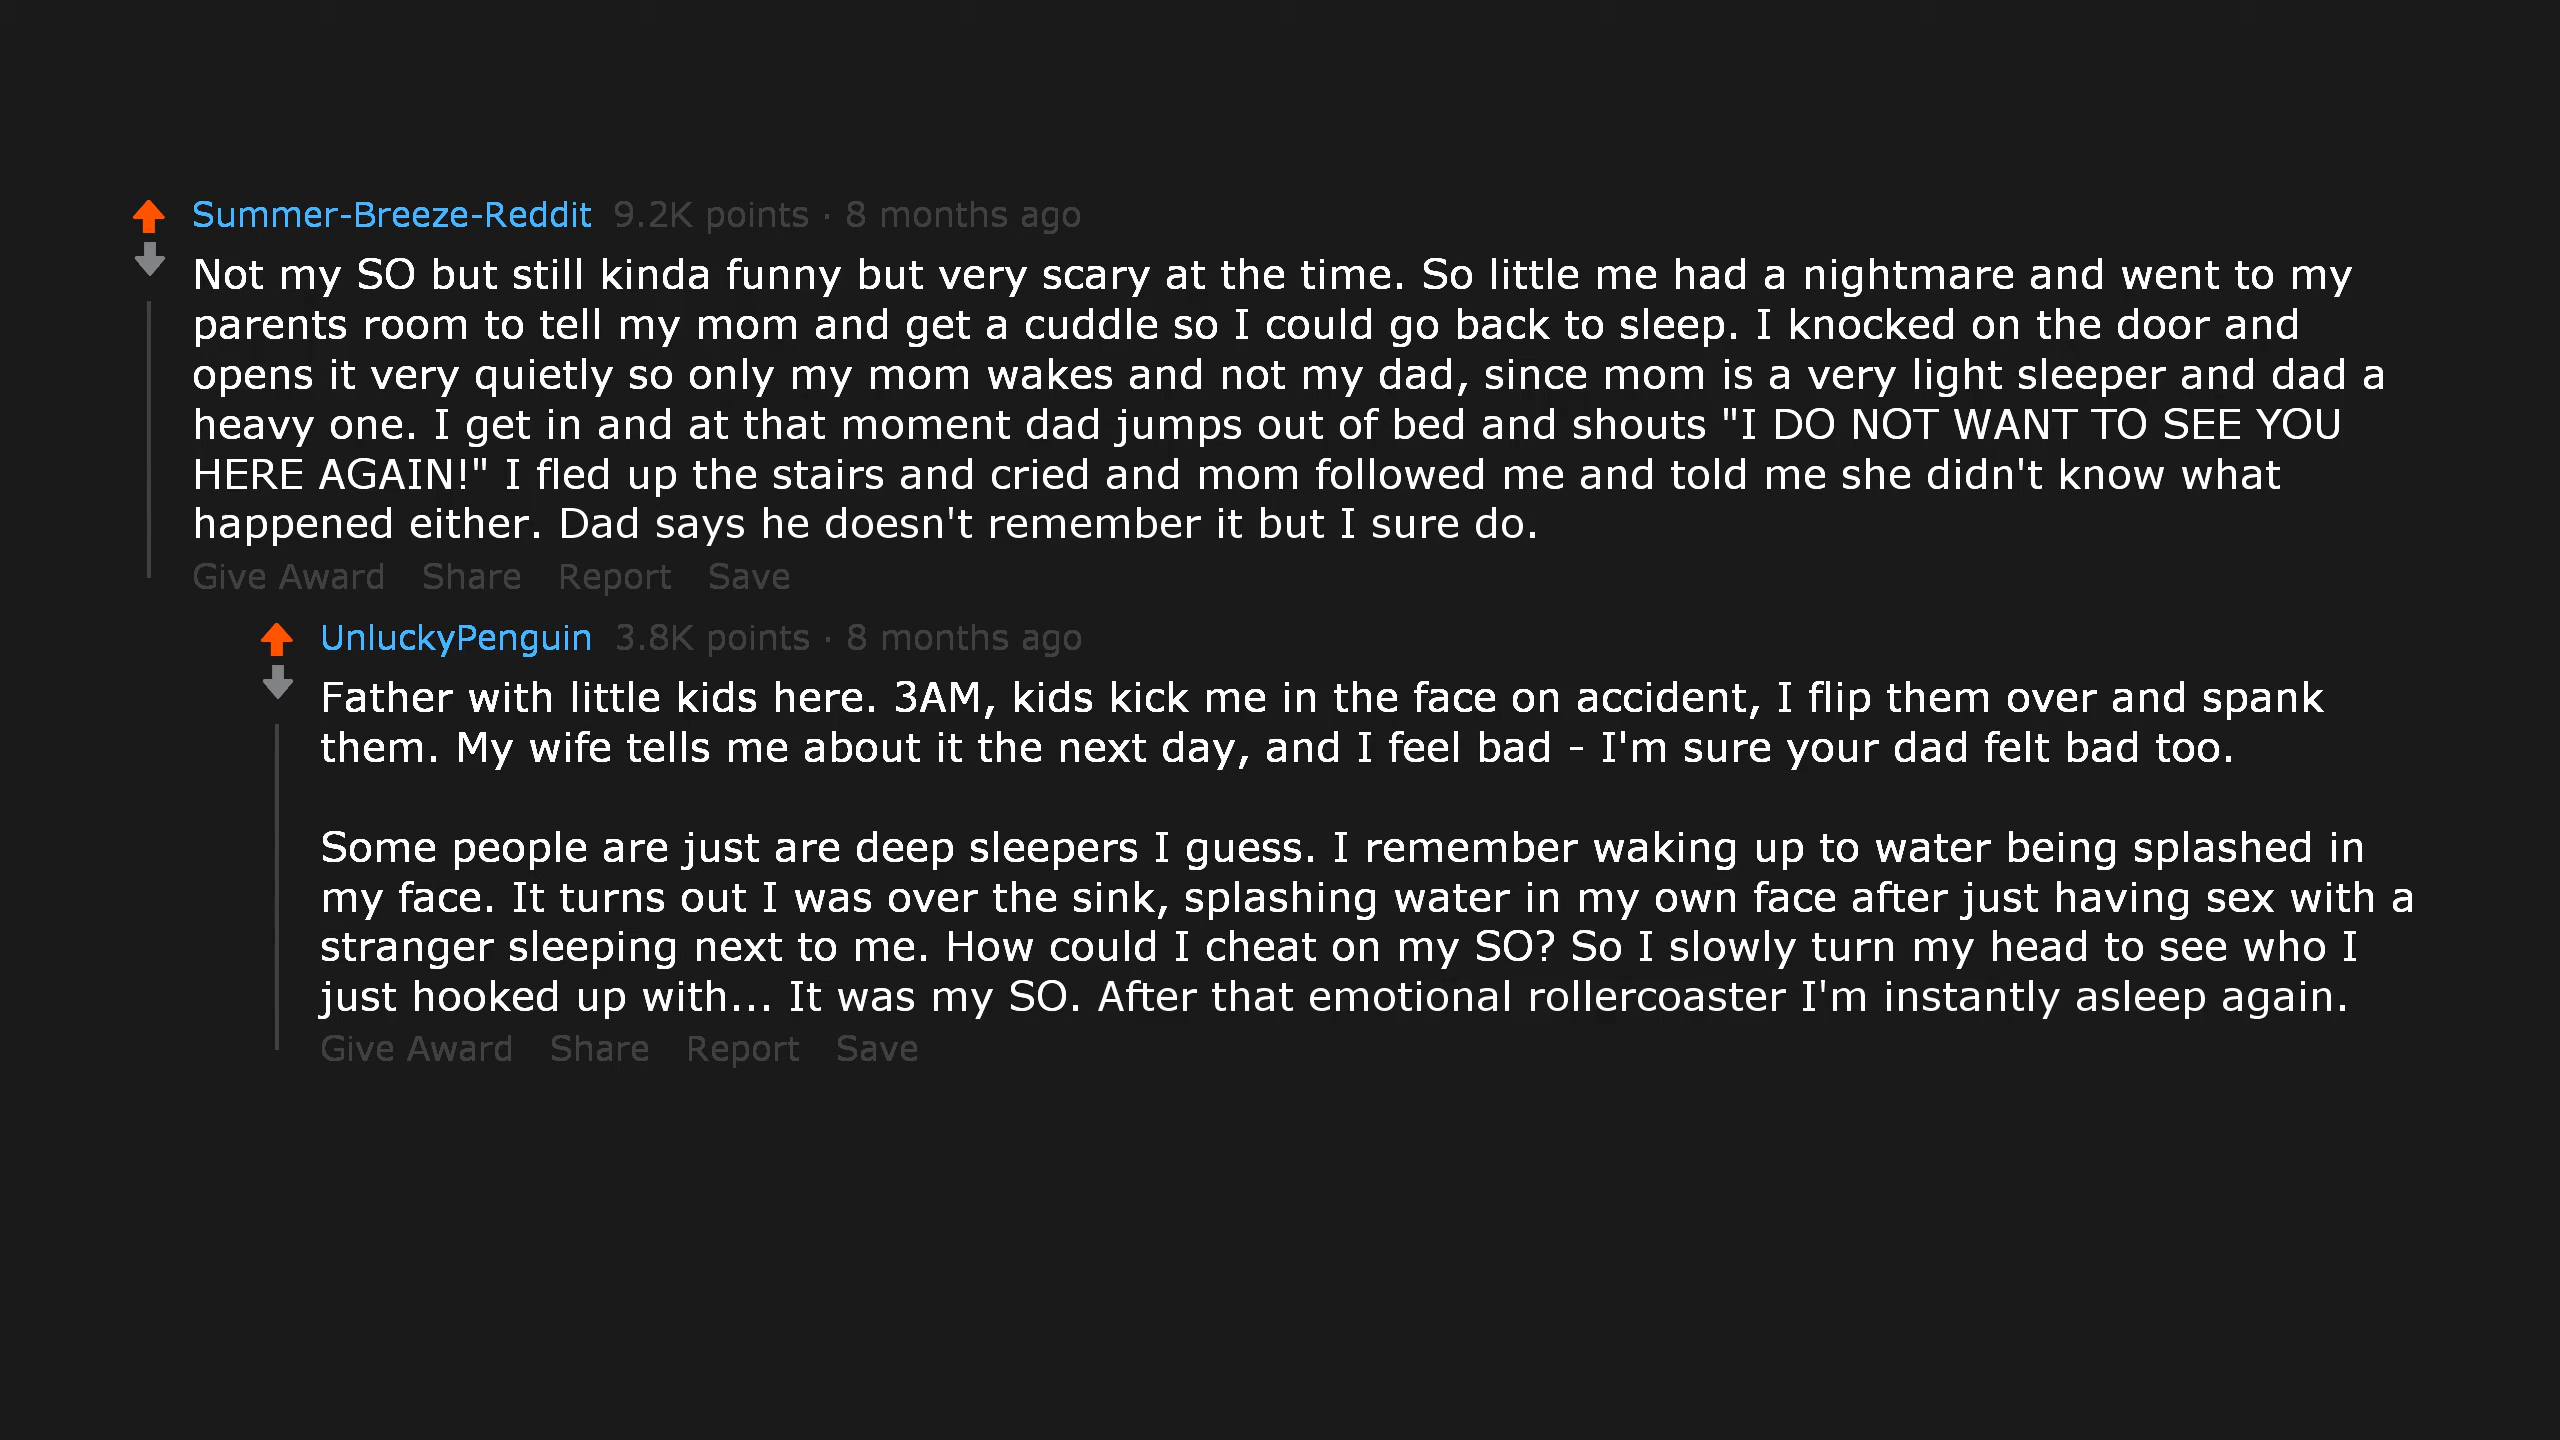 Summer-Breeze-Reddit 9.2K points · 8 months ago
Not my SO but still kinda funny but very scary at the time. So little me had a nightmare and went to my
parents room to tell my mom and get a cuddle so I could go back to sleep. I knocked on the door and
opens it very quietly so only my mom wakes and not my dad, since mom is a very light sleeper and dad a
heavy one. I get in and at that moment dad jumps out of bed and shouts "I DO NOT WANT TO SEE YOU
HERE AGAIN!" I fled up the stairs and cried and mom followed me and told me she didn't know what
happened either. Dad says he doesn't remember it but I sure do.
Give Award Share Report Save
UnluckyPenguin 3.8K points · 8 months ago
Father with little kids here. 3AM, kids kick me in the face on accident, I flip them over and spank
them. My wife tells me about it the next day, and I feel bad - I'm sure your dad felt bad too.
Some people are just are deep sleepers I guess. I remember waking up to water being splashed in
my face. It turns out I was over the sink, splashing water in my own face after just having sex with a
stranger sleeping next to me. How could I cheat on my SO? So I slowly turn my head to see who I
just hooked up with... It was my SO. After that emotional rollercoaster I'm instantly asleep again.
Give Award Share Report Save